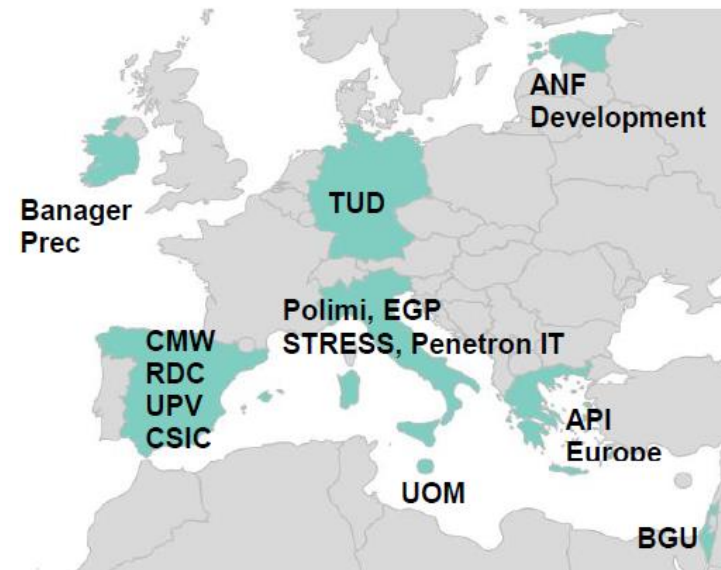 ANF
Development
Banager
Prec
TUD
Polimi, EGP
STRESS, Penetron IT
CMW
RDC
UPV
CSIC
API
Europe
UOM
BGU